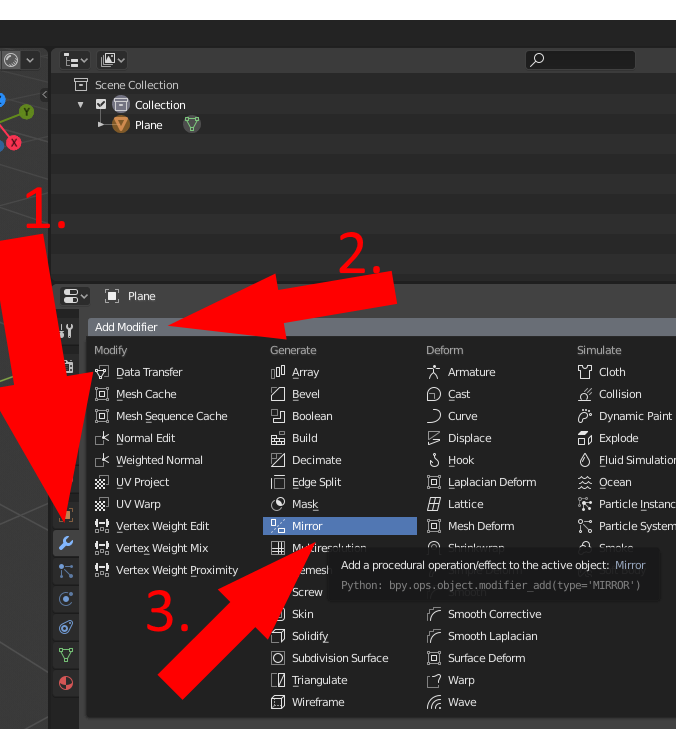 Y
X
Scene Collection
Collection
Plane
1.
2.
Plane
Add Modifier
Modify
Data Transfer
Mesh Cache
Mesh Sequence Cache
Normal Edit
Weighted Normal
UV Project
UV Warp
Vertex Weight Edit
Vertex Weight Mix
Vertex Weight Proximity
Generate
Array
Bevel
Boolean
Build
Decimate
Edge Split
Mask
Mirror
Multiresolution
Screw
Skin
Solidify
Subdivision Surface
Triangulate
Wireframe
Deform
Armature
Cast
Curve
Displace
Hook
Laplacian Deform
Lattice
Mesh Deform
Shrinkwrap
Smooth Corrective
Smooth Laplacian
Surface Deform
Warp
Wave
Simulate
Cloth
Collision
Dynamic Paint
Explode
Fluid Simulation
Ocean
Particle Instanc
Particle System
Smoke
Add a procedural operation/effect to the active object: Mirror
Python: bpy.ops.object.modifier_add(type='MIRROR')
3.